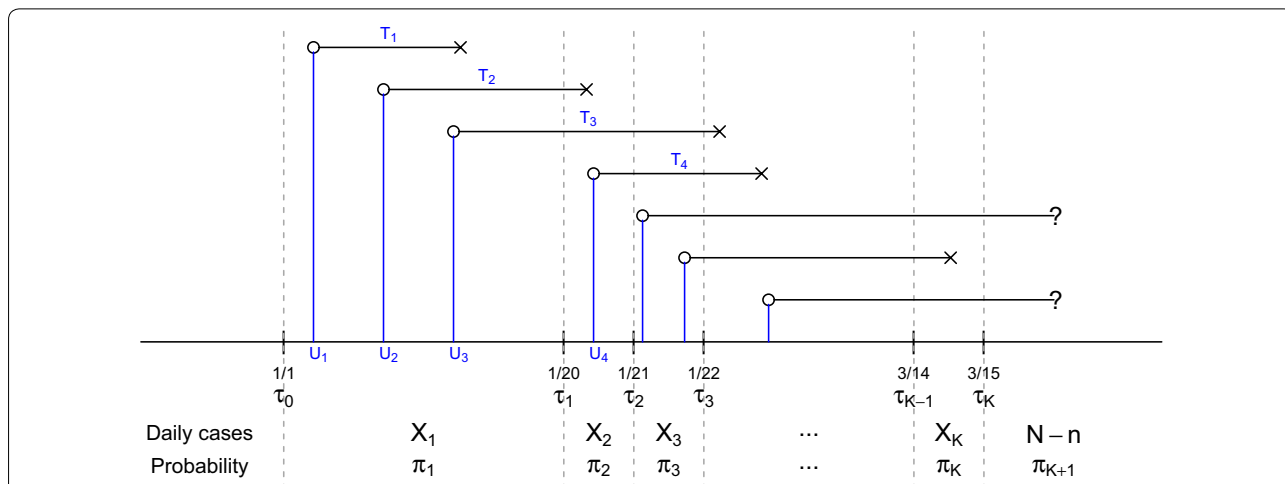 T1
T2
T3
T4
?
?
U1 U2 U3 U4
1/1 1/20 1/21 1/22 3/14 3/15
τ0 τ1 τ2 τ3 τK−1 τK
Daily cases X1 X2 X3 ... XK N − n
Probability π1 π2 π3 ... πK πK+1